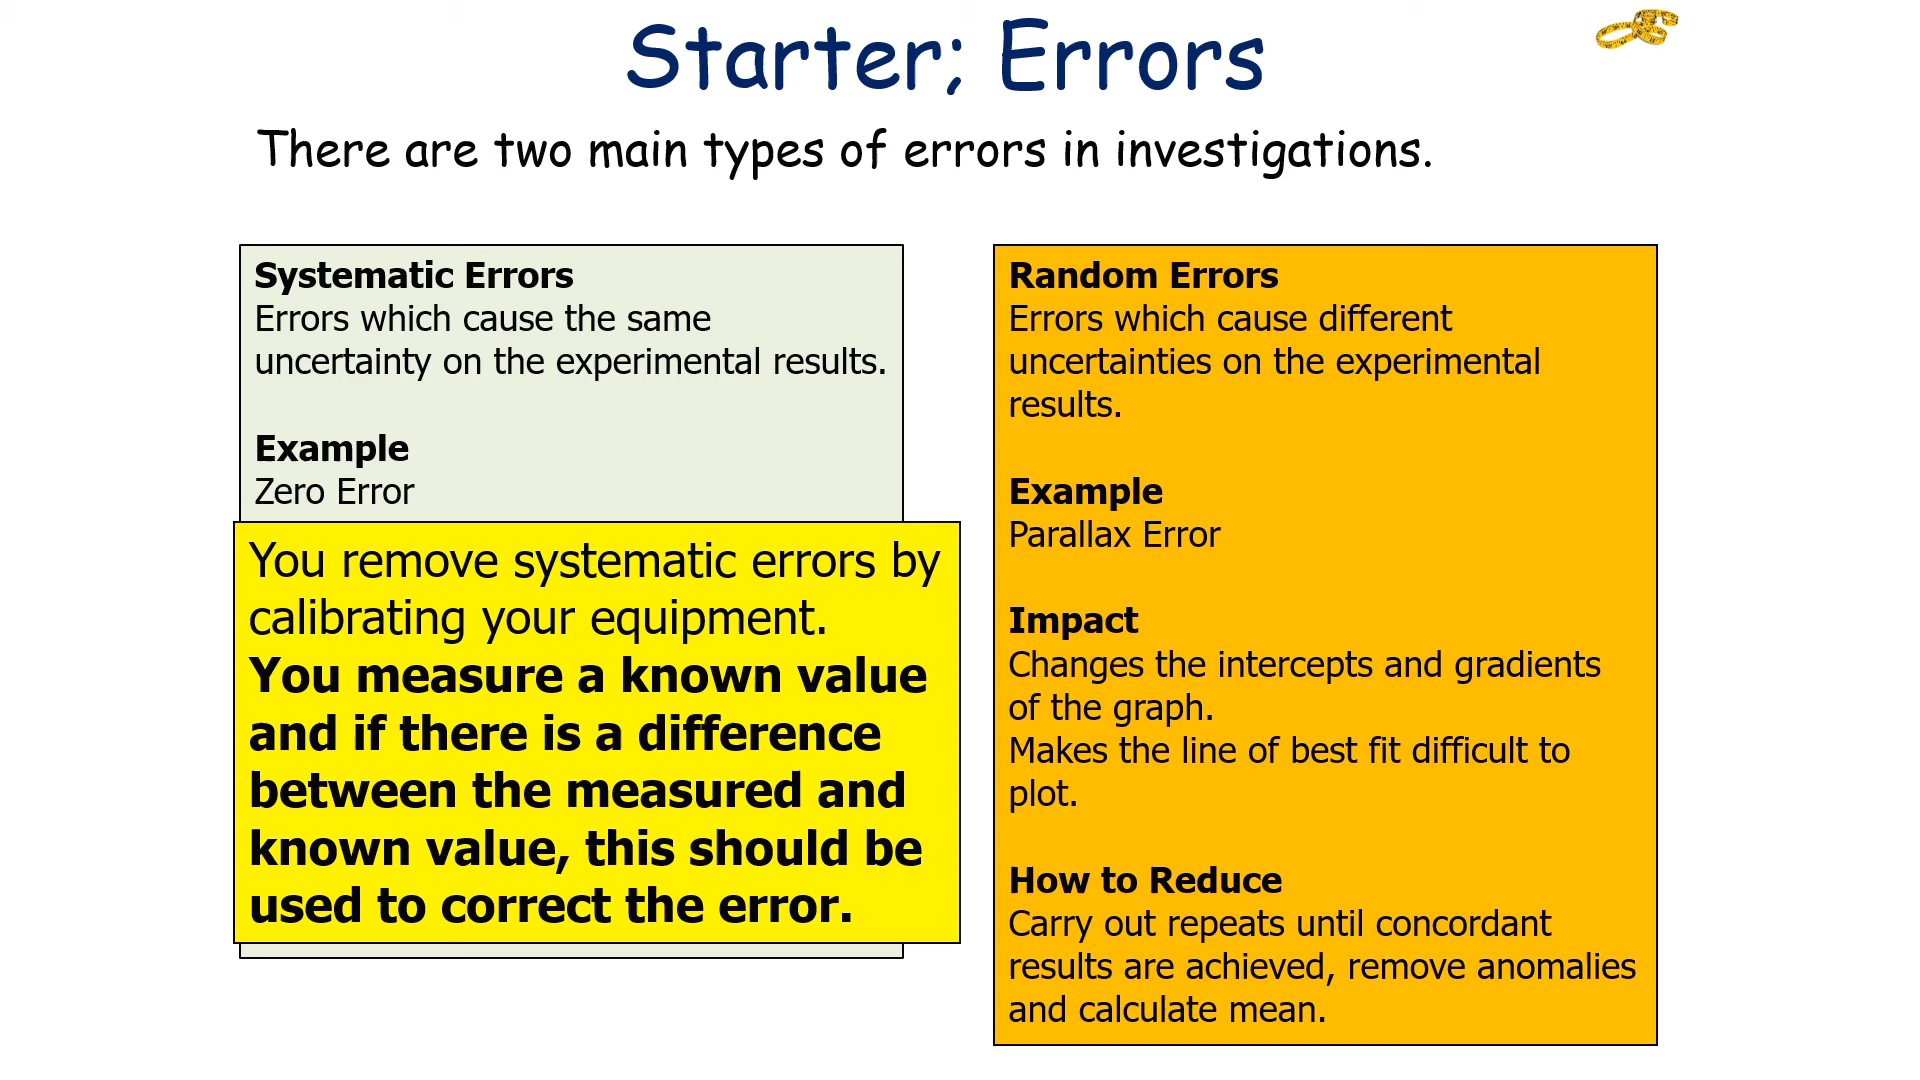 Starter; Errors
There are two main types of errors in investigations.
Systematic Errors
Errors which cause the same
uncertainty on the experimental results.
Example
Zero Error
You remove systematic errors by
calibrating your equipment.
You measure a known value
and if there is a difference
between the measured and
known value, this should be
used to correct the error.
Random Errors
Errors which cause different
uncertainties on the experimental
results.
Example
Parallax Error
Impact
Changes the intercepts and gradients
of the graph.
Makes the line of best fit difficult to
plot.
How to Reduce
Carry out repeats until concordant
results are achieved, remove anomalies
and calculate mean.